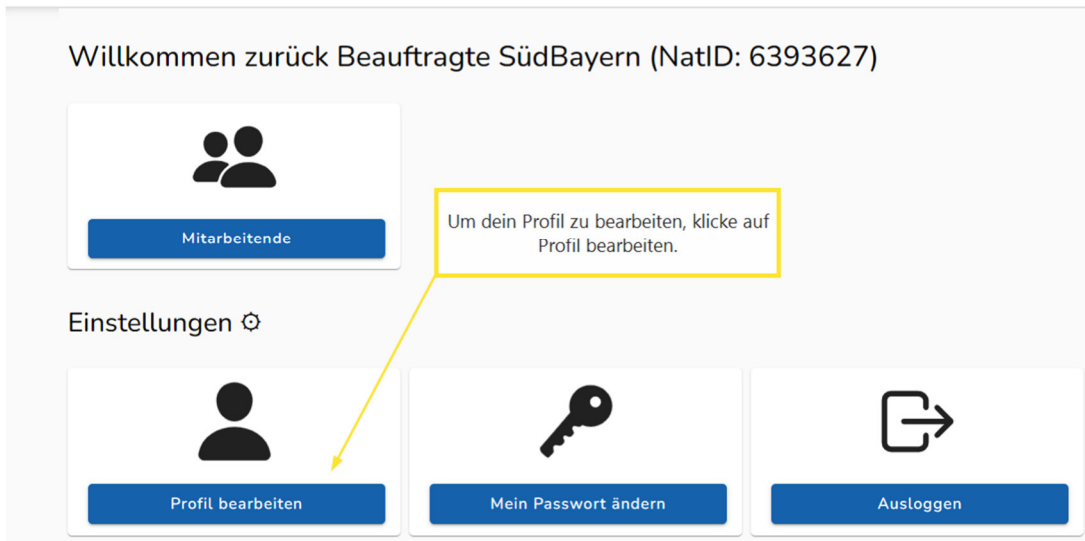 Willkommen zurück Beauftragte SüdBayern (NatID: 6393627)
Mitarbeitende
Um dein Profil zu bearbeiten, klicke auf
Profil bearbeiten.
Einstellungen
Profil bearbeiten
Mein Passwort ändern
Ausloggen